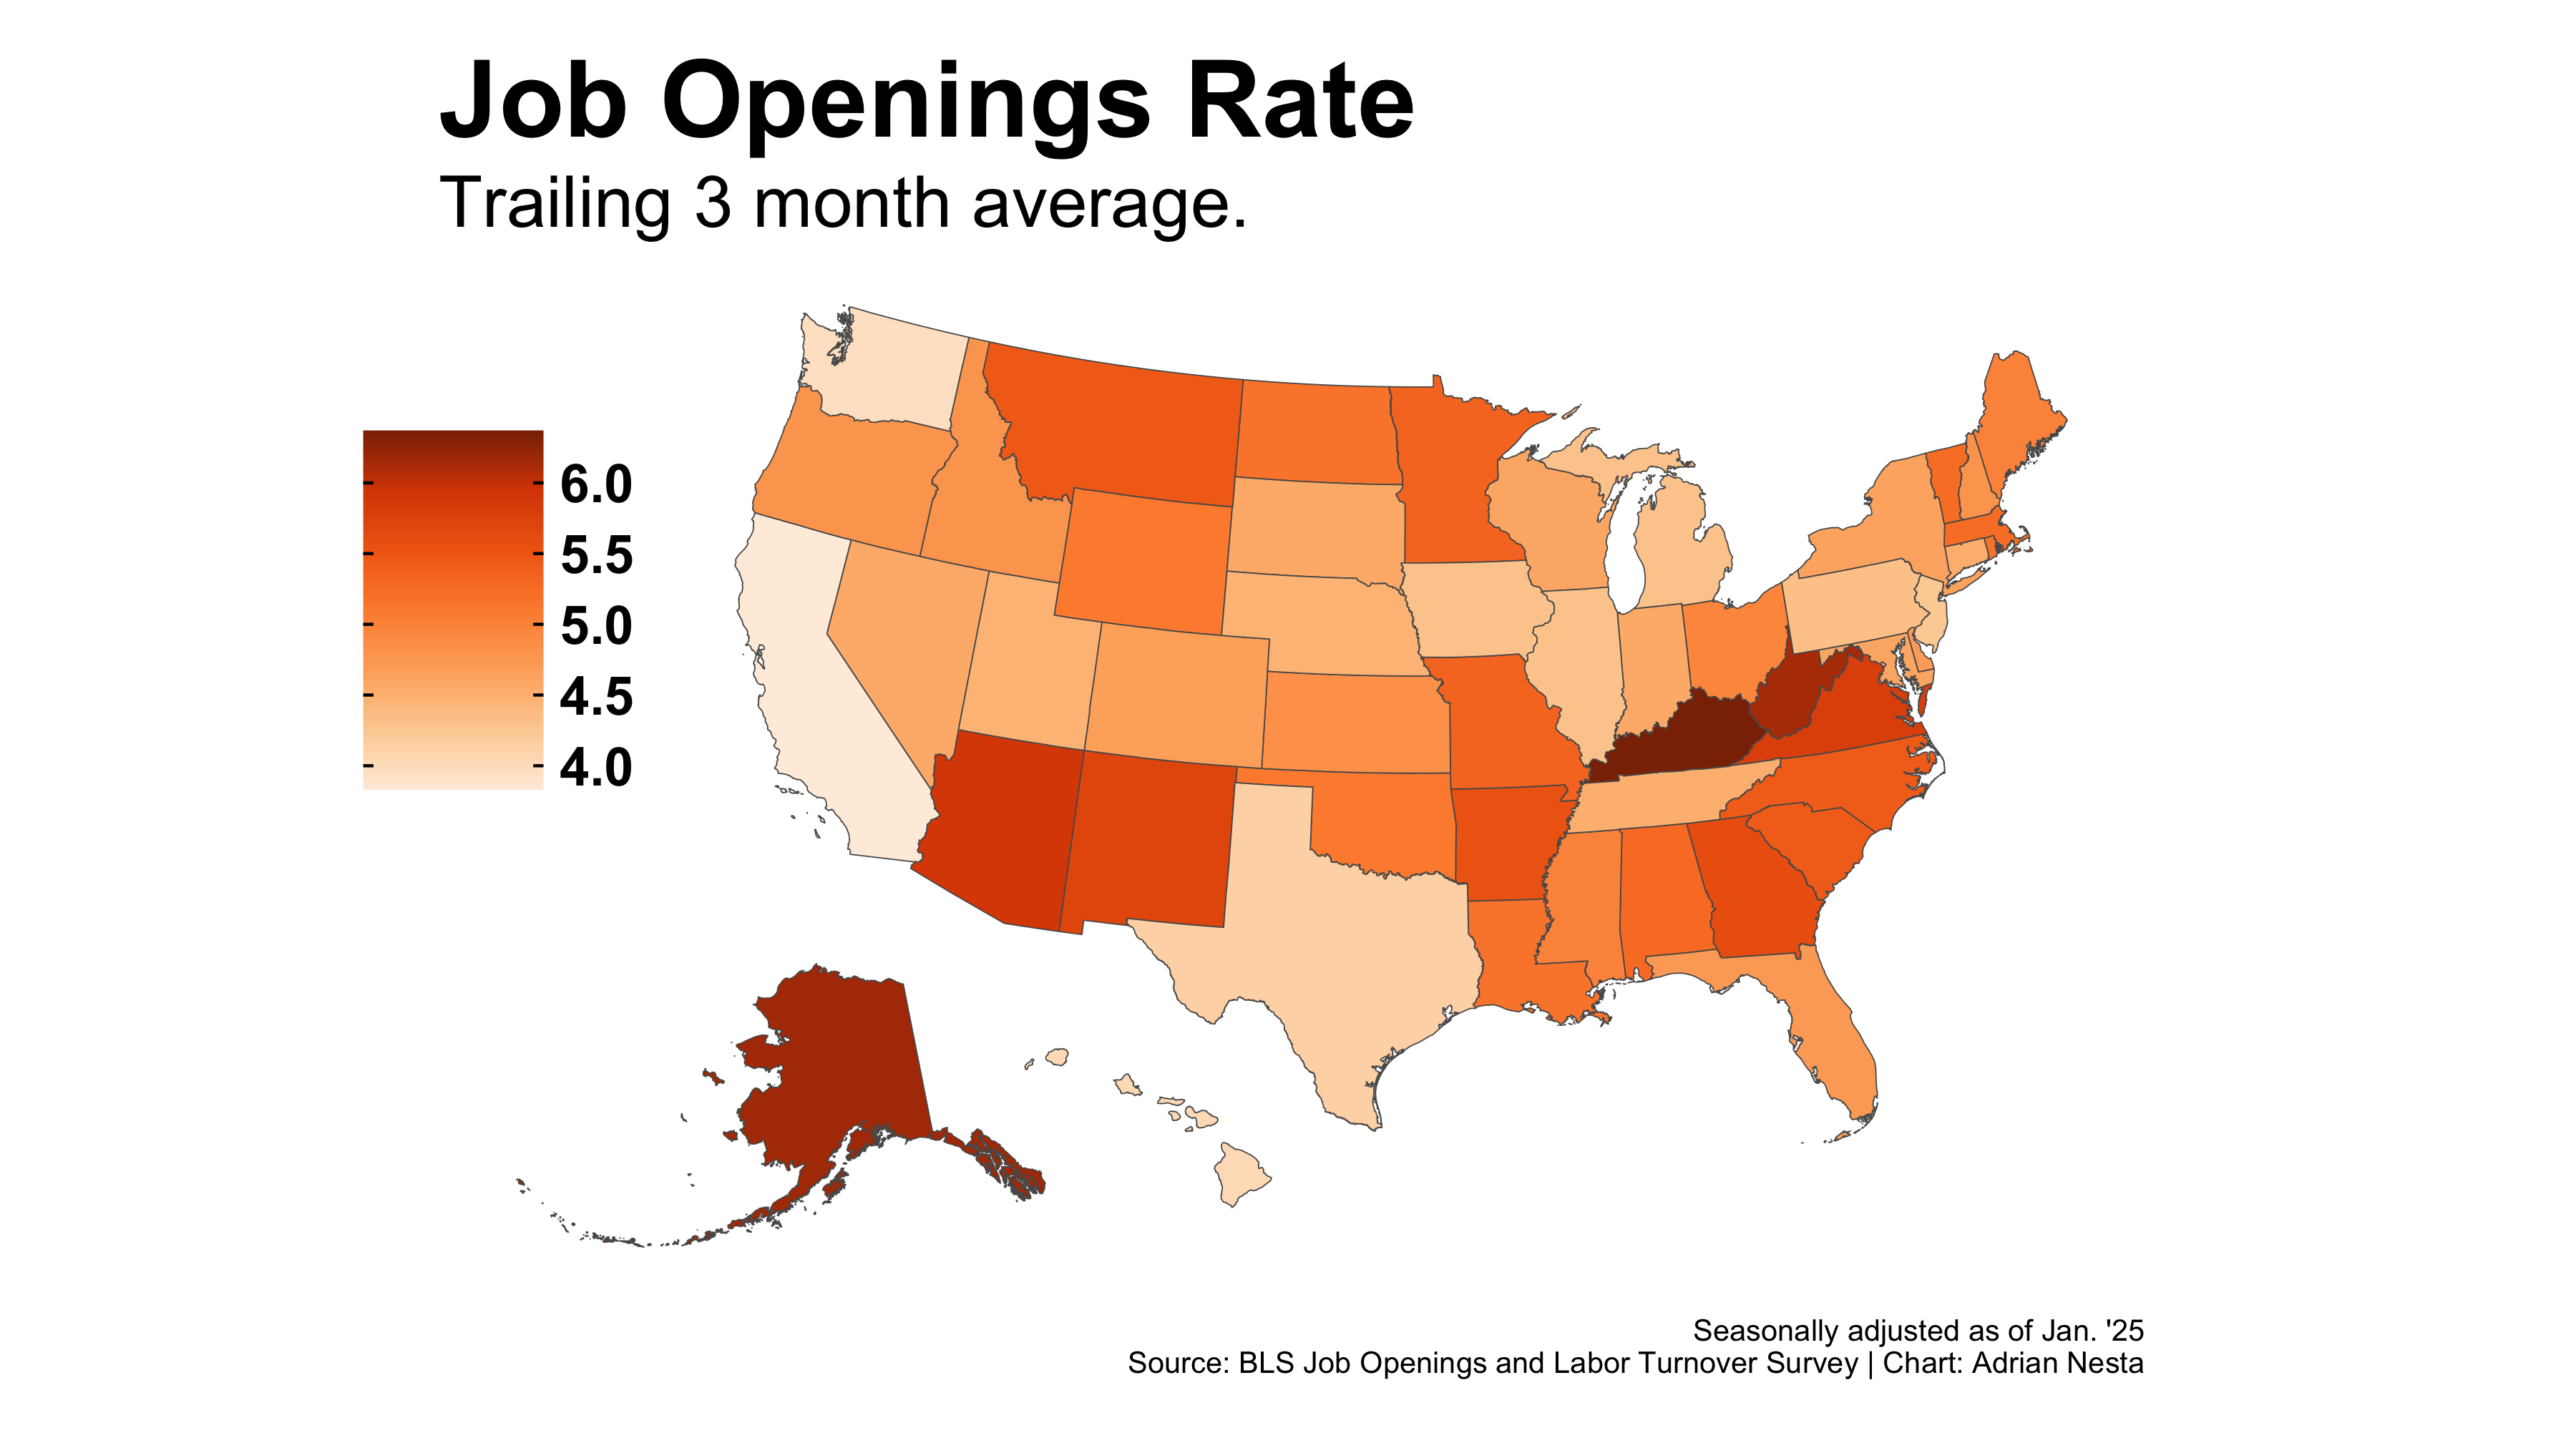 Job Openings Rate
Trailing 3 month average.
6.0
5.5
5.0
4.5
4.0
Seasonally adjusted as of Jan. '25
Source: BLS Job Openings and Labor Turnover Survey | Chart: Adrian Nesta